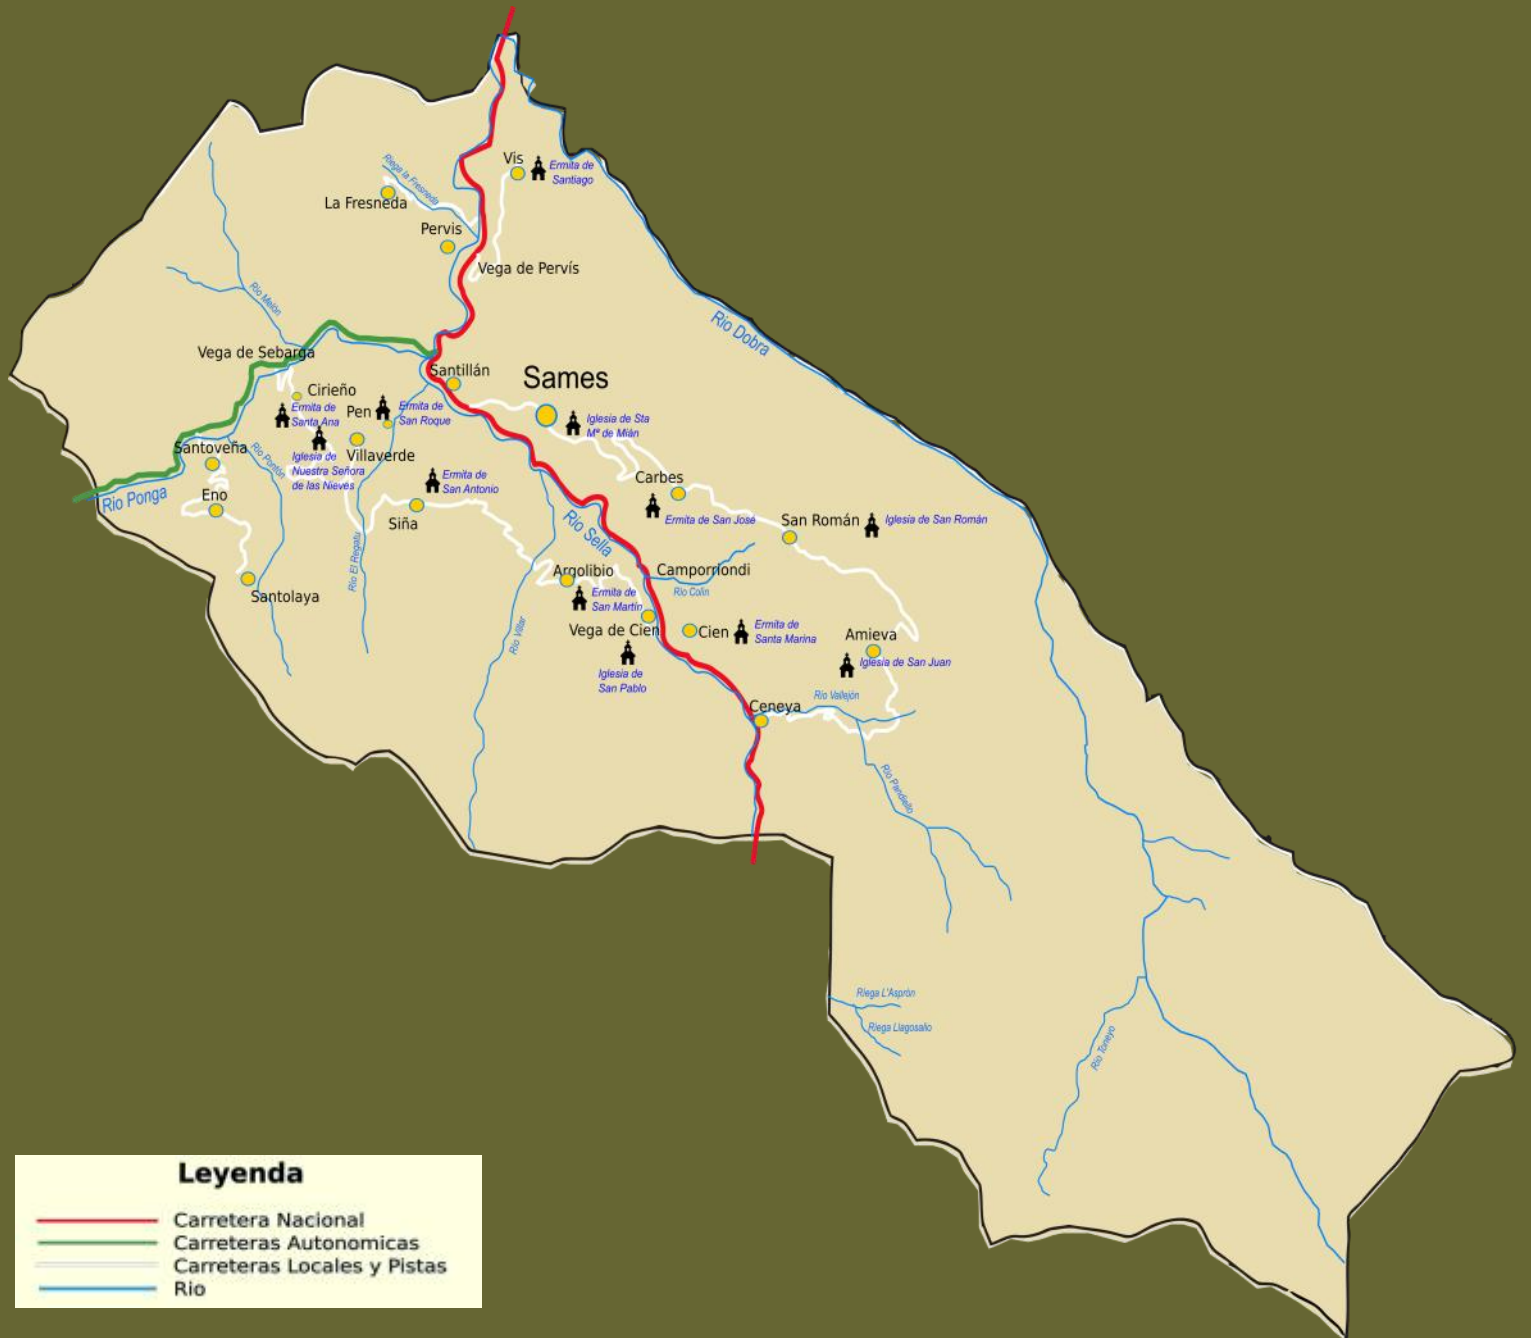 Vis
Ermita de
Santiago
Riega la Fresneda
La Fresneda
Pervis
Vega de Pervís
Río Melón
Rio Dobra
Vega de Sebarga
Santillán
Sames
Cirieño
Ermita de
Santa Ana
Pen
Ermita de
San Roque
Iglesia de Sta
Mª de Mián
Santoveña
Río Pontón
Iglesia de
Nuestra Señora
de las Nieves
Villaverde
Ermita de
San Antonio
Carbes
Ermita de San José
San Román
Iglesia de San Román
Rio Ponga
Eno
Siña
Rio Sella
Río El Regatu
Argolibio
Camporriondi
Río Colín
Santolaya
Ermita de
San Martín
Vega de Cien
Cien
Ermita de
Santa Marina
Amieva
Iglesia de San Juan
Río Villar
Iglesia de
San Pablo
Río Vallejón
Ceneya
Río Pandiello
Riega L'Asprón
Riega Llagosallo
Río Toneyo
Leyenda
Carretera Nacional
Carreteras Autonomicas
Carreteras Locales y Pistas
Rio